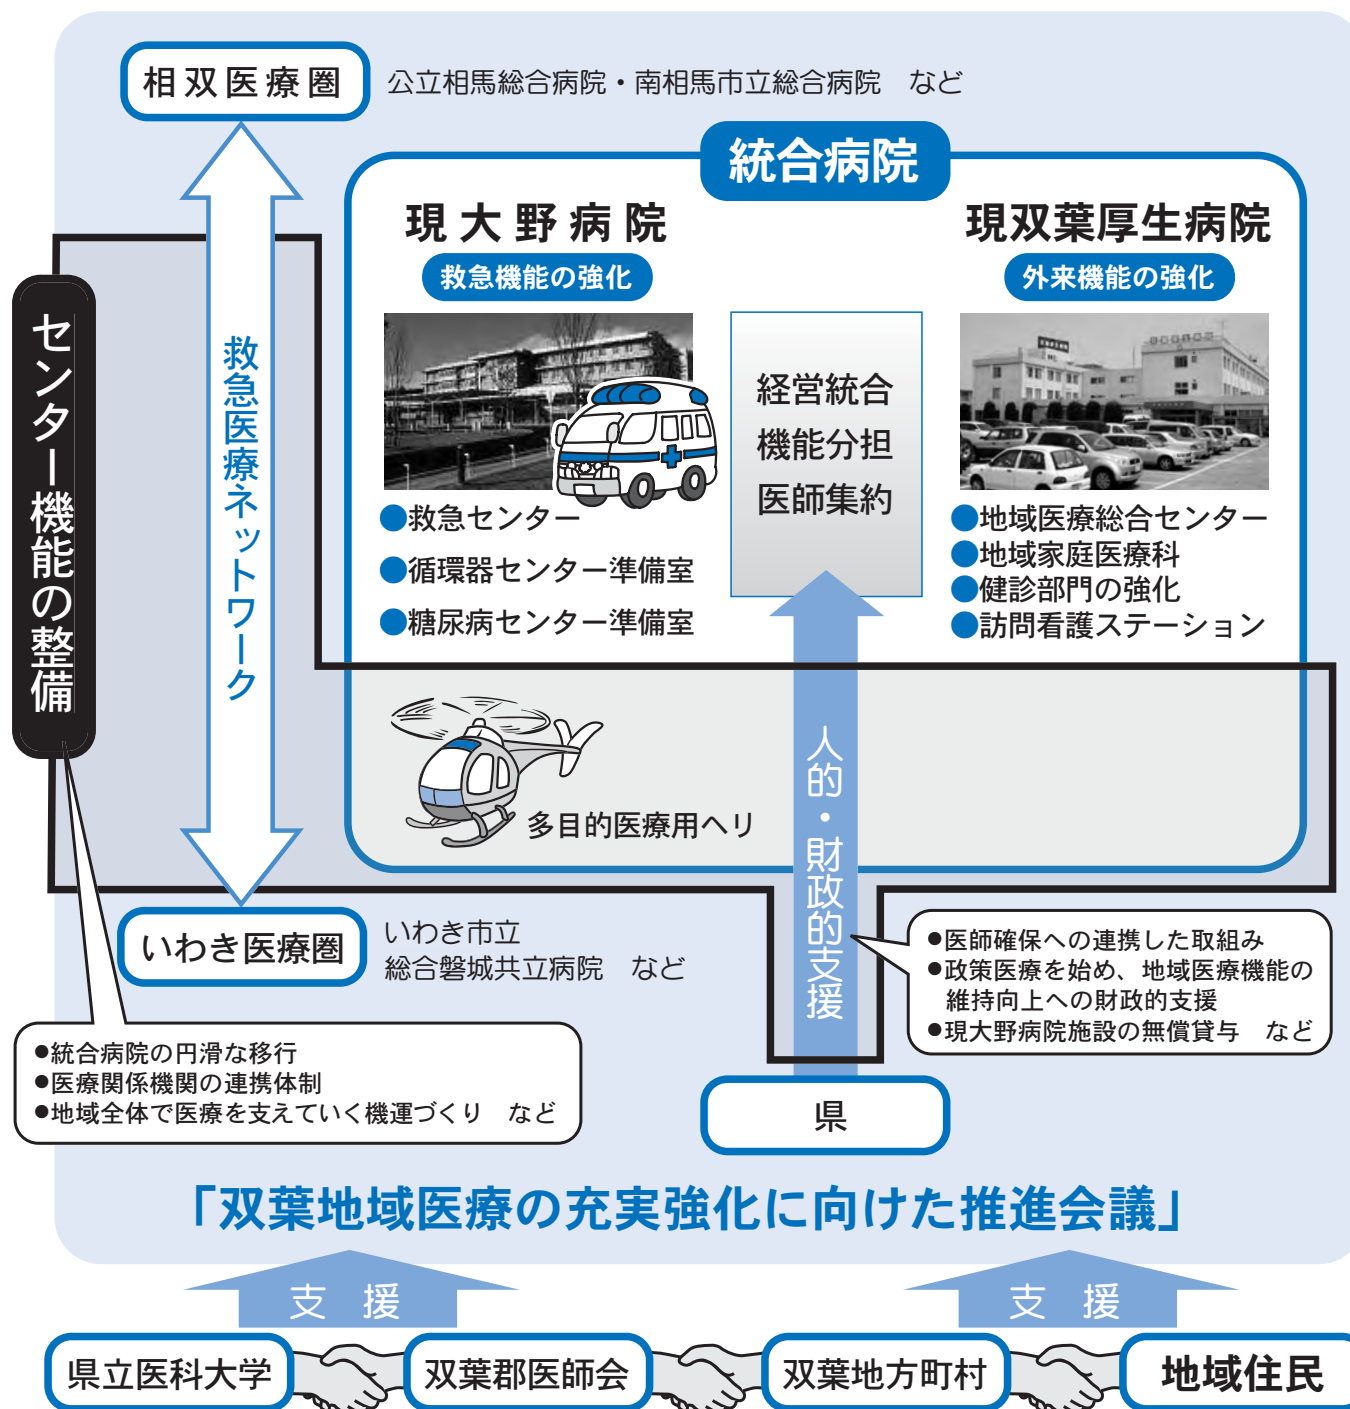 相双医療圏
公立相馬総合病院・南相馬市立総合病院　など
統合病院
現大野病院
救急機能の強化
現双葉厚生病院
外来機能の強化
経営統合
機能分担
医師集約
●救急センター
●循環器センター準備室
●糖尿病センター準備室
●地域医療総合センター
●地域家庭医療科
●健診部門の強化
●訪問看護ステーション
センター機能の整備
救急医療ネットワーク
多目的医療用ヘリ
人的・財政的支援
いわき医療圏
いわき市立
総合磐城共立病院　など
●医師確保への連携した取組み
●政策医療を始め、地域医療機能の
維持向上への財政的支援
●現大野病院施設の無償貸与　など
●統合病院の円滑な移行
●医療関係機関の連携体制
●地域全体で医療を支えていく機運づくり　など
県
「双葉地域医療の充実強化に向けた推進会議」
支　援
支　援
県立医科大学
双葉郡医師会
双葉地方町村
地域住民